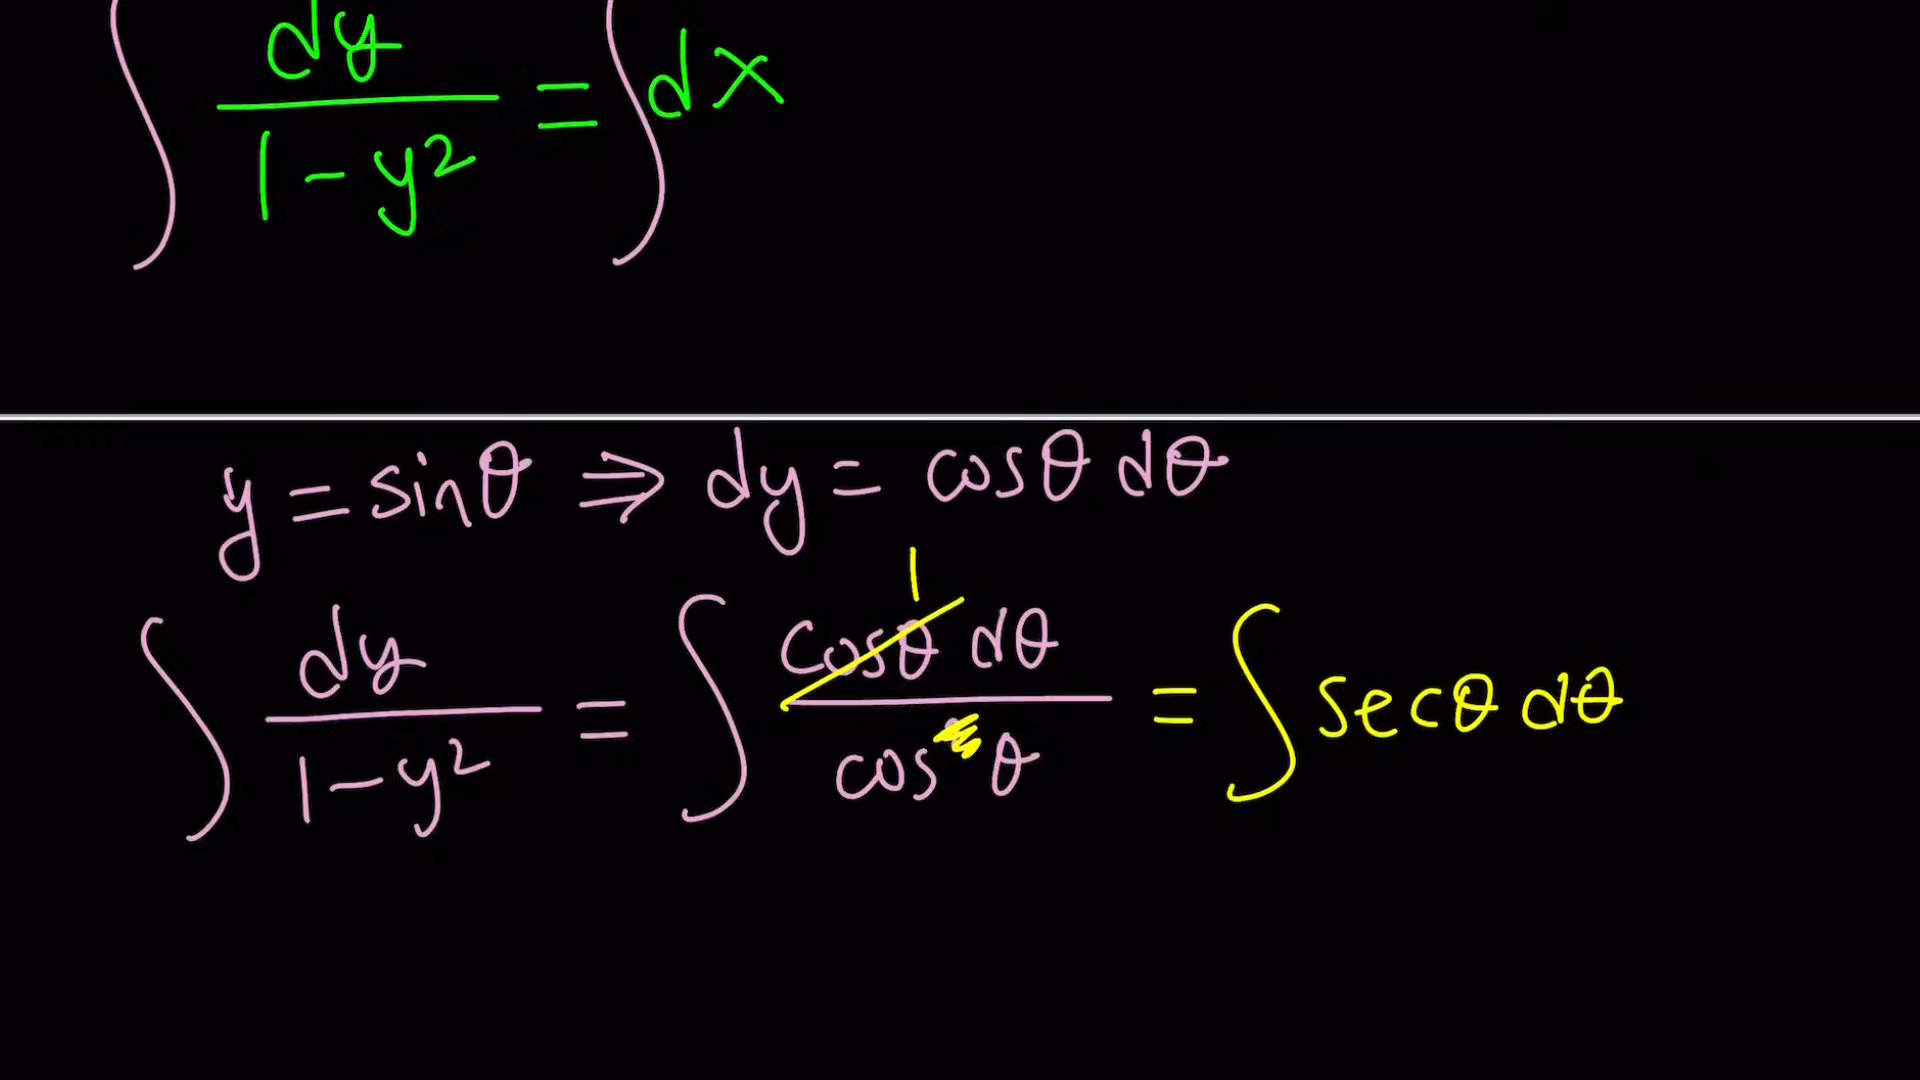 ∫ dy/(1-y²) = ∫ dx
y = sinθ ⇒ dy = cosθ dθ
∫ dy/(1-y²) = ∫ 1 cosθ dθ/cos θ = ∫ secθ dθ